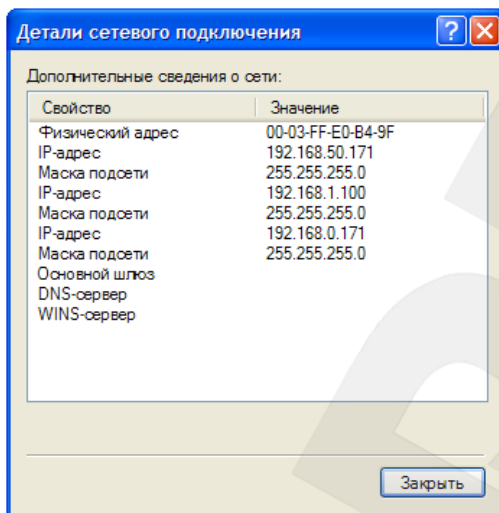 Детали сетевого подключения
Дополнительные сведения о сети:
Свойство Значение
Физический адрес 00-03-FF-E0-B4-9F
IP-адрес 192.168.50.171
Маска подсети 255.255.255.0
IP-адрес 192.168.1.100
Маска подсети 255.255.255.0
IP-адрес 192.168.0.171
Маска подсети 255.255.255.0
Основной шлюз
DNS-сервер
WINS-сервер
Закрыть